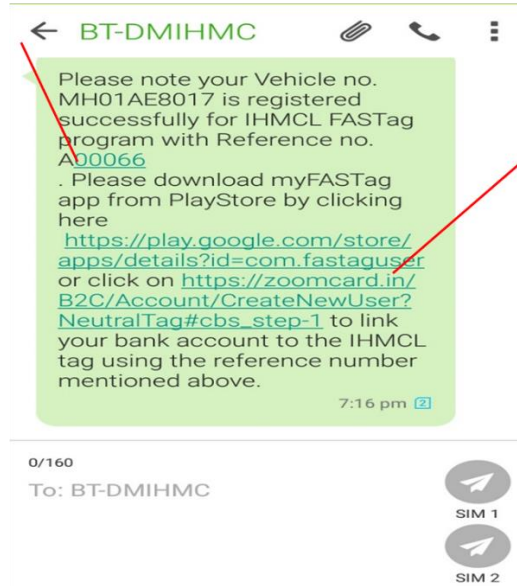 BT-DMIHMC
Please note your Vehicle no.
MH01AE8017 is registered
successfully for IHMCL FASTag
program with Reference no.
A00066
. Please download myFASTag
app from PlayStore by clicking
here
https://play.google.com/store/
apps/details?id=com.fastaguser
or click on https://zoomcard.in/
B2C/Account/CreateNewUser?
NeutralTag#cbs_step-1 to link
your bank account to the IHMCL
tag using the reference number
mentioned above.
7:16 pm 2
0/160
To: BT-DMIHMC
SIM 1
SIM 2